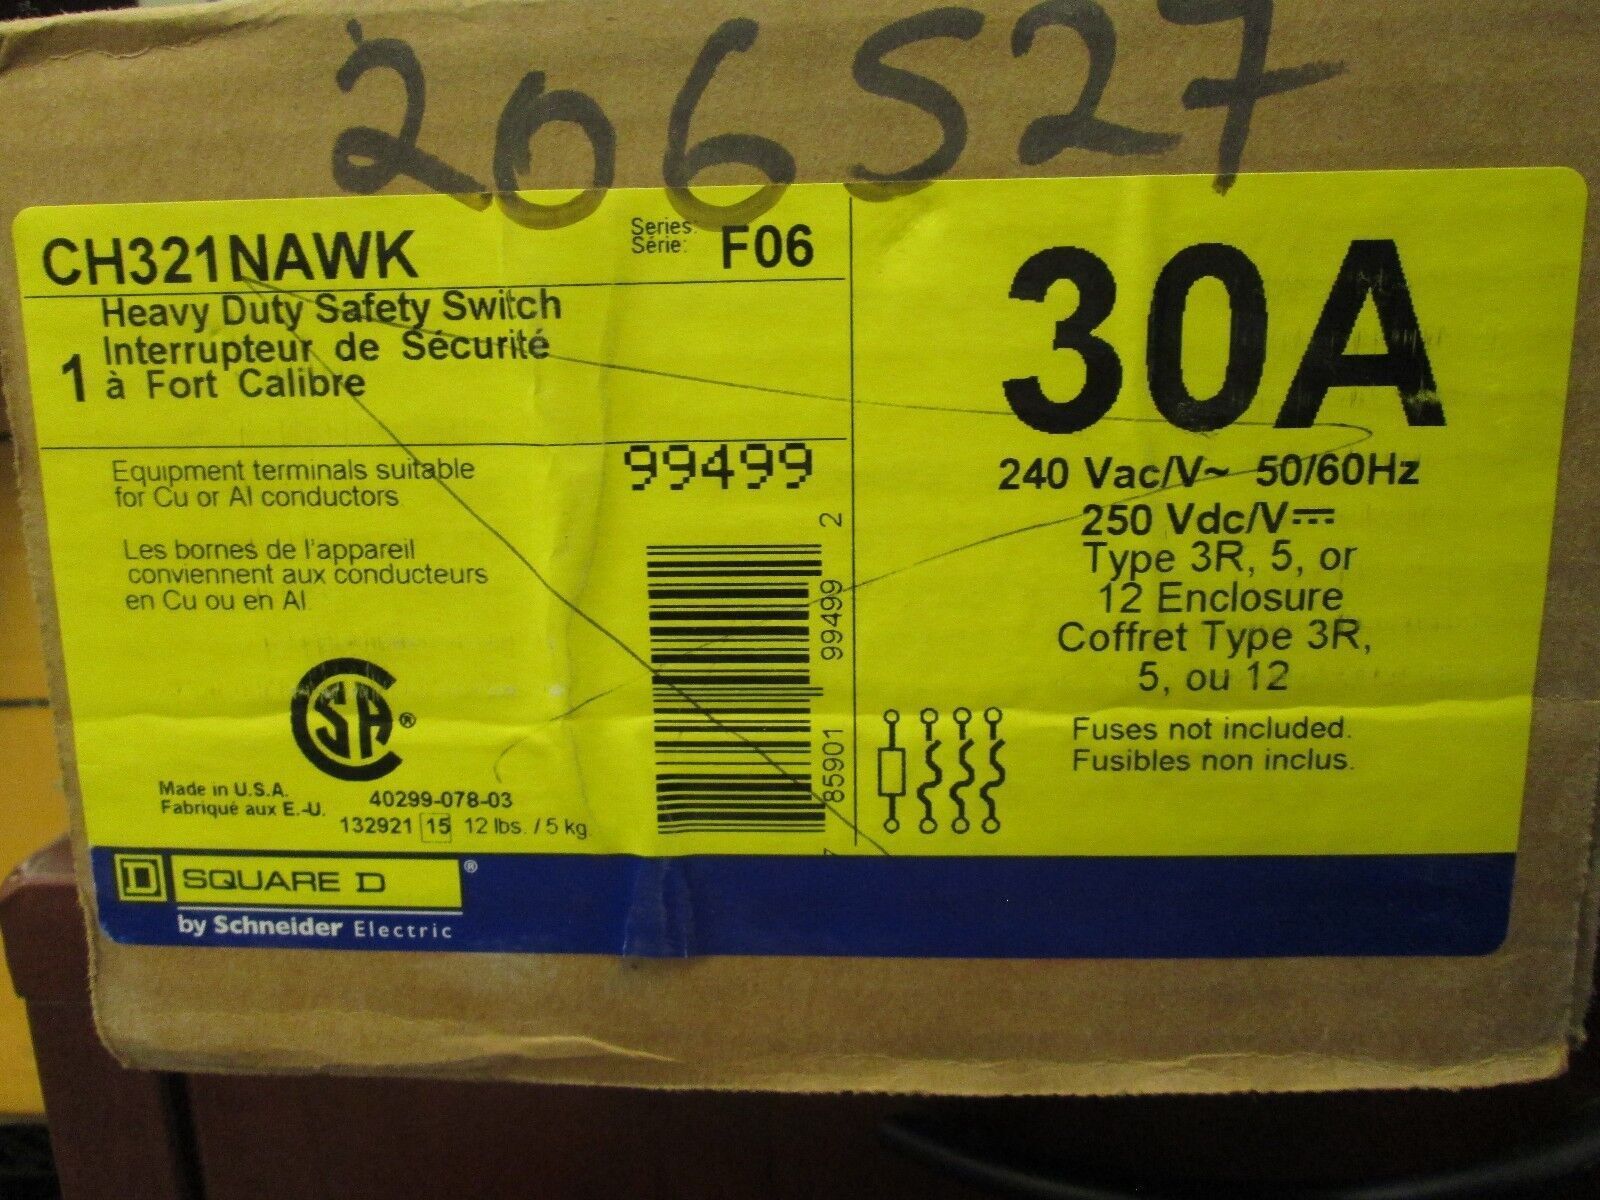 206527
CH321NAWK
Series:
Série:
F06
1
Heavy Duty Safety Switch
Interrupteur de Sécurité
à Fort Calibre
Equipment terminals suitable
for Cu or Al conductors
Les bornes de l'appareil
conviennent aux conducteurs
en Cu ou en Al
99499
85901 99499 2
7
CSA®
Made in U.S.A.
Fabriqué aux E.-U.
40299-078-03
132921 15 12 lbs. / 5 kg.
30A
240 Vac/V~ 50/60Hz
250 Vdc/V⎓
Type 3R, 5, or
12 Enclosure
Coffret Type 3R,
5, ou 12
Fuses not included.
Fusibles non inclus.
D SQUARE D ®
by Schneider Electric